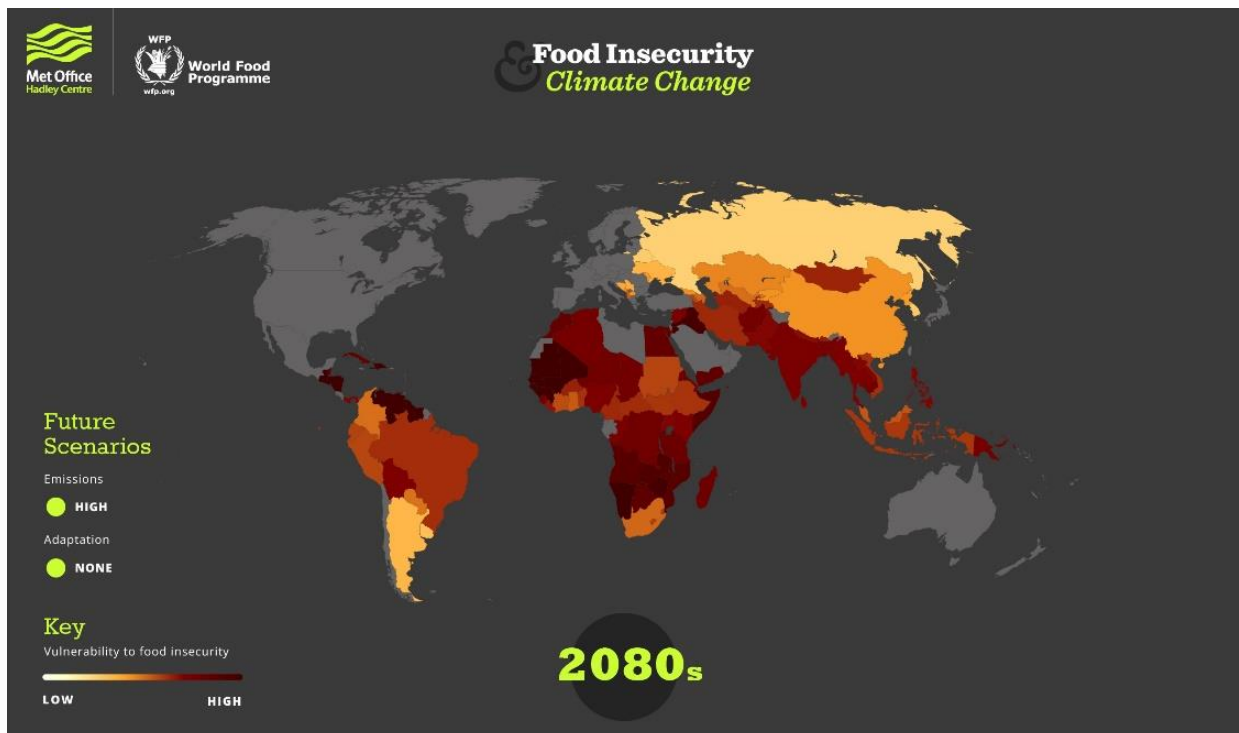 Met Office
Hadley Centre
WFP
wfp.org
World Food
Programme
& Food Insecurity
Climate Change
Future
Scenarios
Emissions
HIGH
Adaptation
NONE
Key
Vulnerability to food insecurity
LOW HIGH
2080s